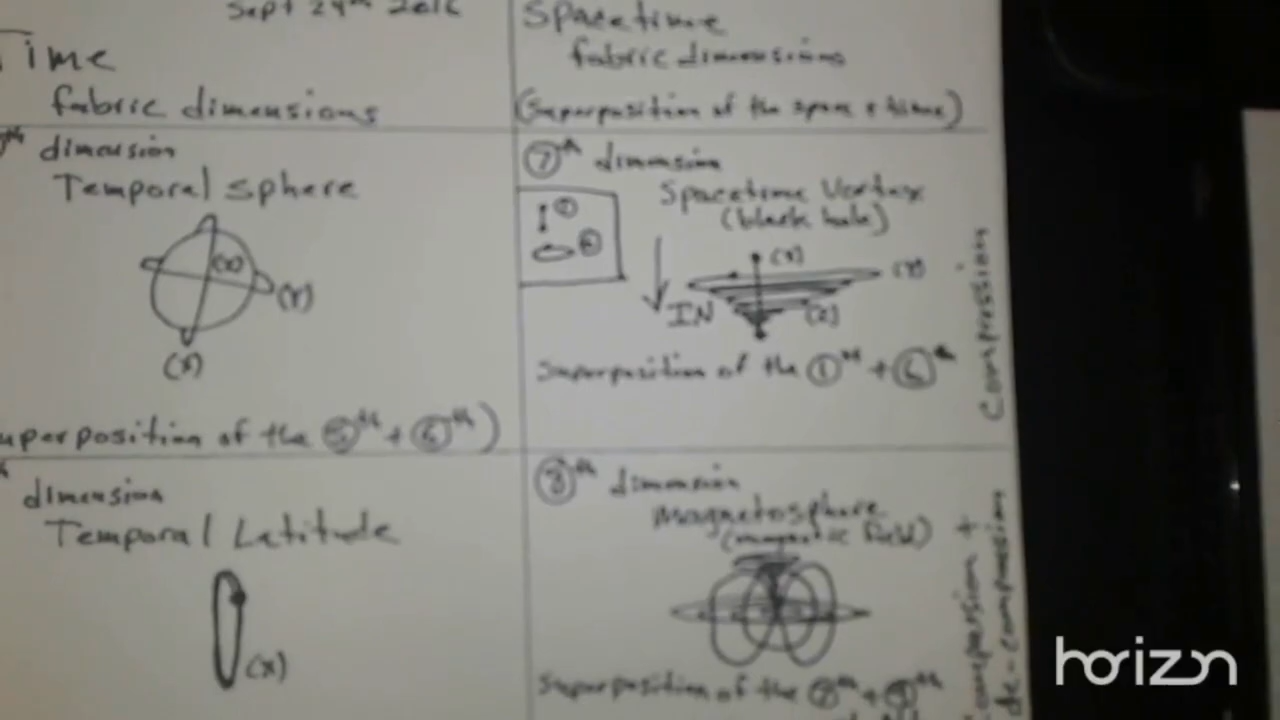 Sept 24th 2016
Time
fabric dimensions
dimension
Temporal Sphere
(X)
(Y)
(X)
uperposition of the 5th + 6th)
dimension
Temporal Latitude
(X)
Spacetime
fabric dimensions
(Superposition of the space + time)
7th dimension
Spacetime Vortex
(black hole)
(X)
(Y)
IN
(Z)
Superposition of the 1st + 6th
Compression
8th dimension
Magnetosphere
(magnetic field)
Superposition of the
Compression +
de-compression
horizon